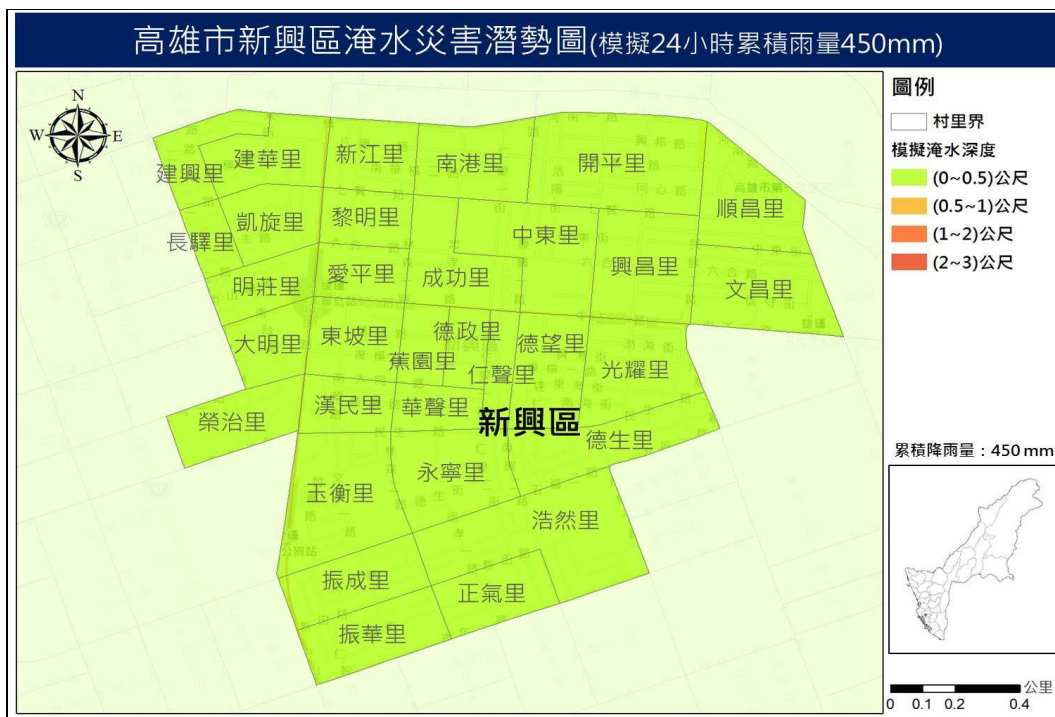 高雄市新興區淹水災害潛勢圖(模擬24小時累積雨量450mm)
N
W
E
S
圖例
村里界
模擬淹水深度
(0~0.5)公尺
(0.5~1)公尺
(1~2)公尺
(2~3)公尺
建興里
建華里
新江里
南港里
開平里
順昌里
長驛里
凱旋里
黎明里
中東里
興昌里
文昌里
明莊里
愛平里
成功里
大明里
東坡里
蕉園里
德政里
仁聲里
德望里
光耀里
榮治里
漢民里
華聲里
新興區
德生里
玉衡里
永寧里
浩然里
振成里
正氣里
振華里
累積降雨量：450 mm
公里
0 0.1 0.2 0.4